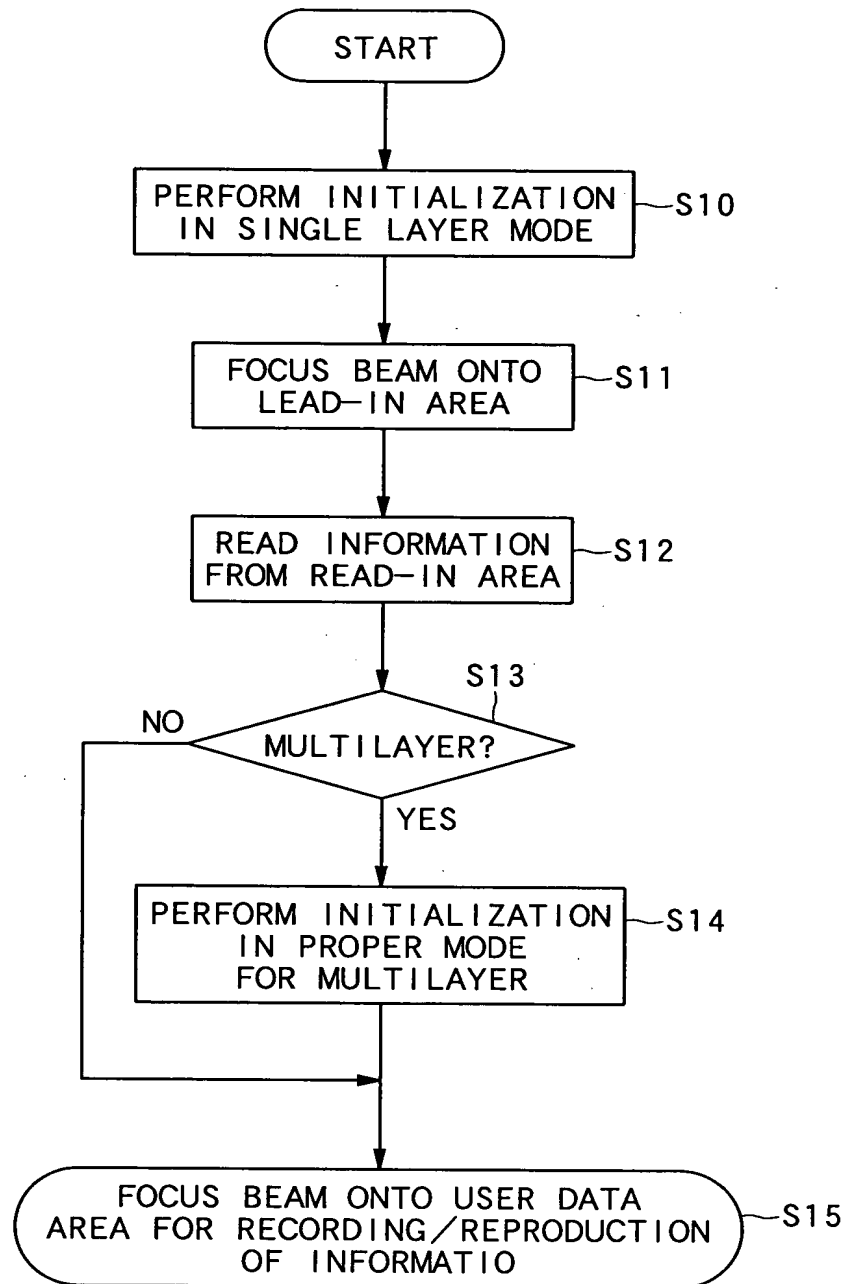 START
PERFORM INITIALIZATION
IN SINGLE LAYER MODE
S10
FOCUS BEAM ONTO
LEAD-IN AREA
S11
READ INFORMATION
FROM READ-IN AREA
S12
S13
NO
MULTILAYER?
YES
PERFORM INITIALIZATION
IN PROPER MODE
FOR MULTILAYER
S14
FOCUS BEAM ONTO USER DATA
AREA FOR RECORDING/REPRODUCTION
OF INFORMATIO
S15